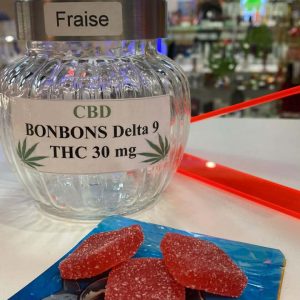 Fraise
CBD
BONBONS Delta 9
THC 30 mg